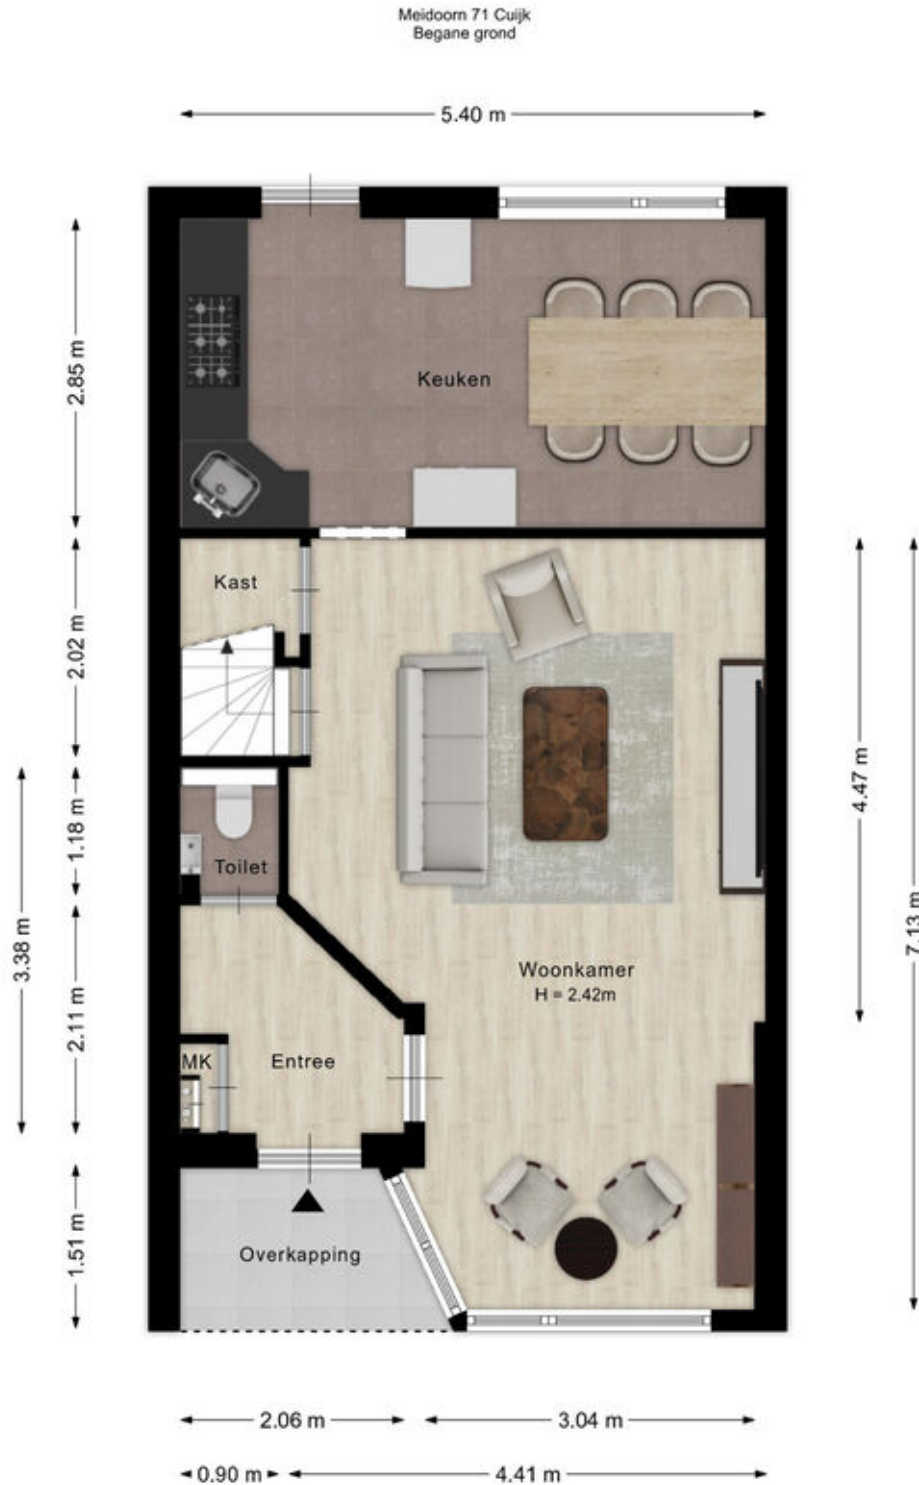 Meidoorn 71 Cuijk
Begane grond
5.40 m
2.85 m
Keuken
Kast
2.02 m
4.47 m
1.18 m
Toilet
7.13 m
3.38 m
Woonkamer
H = 2.42m
2.11 m
MK
Entree
1.51 m
Overkapping
2.06 m
3.04 m
0.90 m
4.41 m